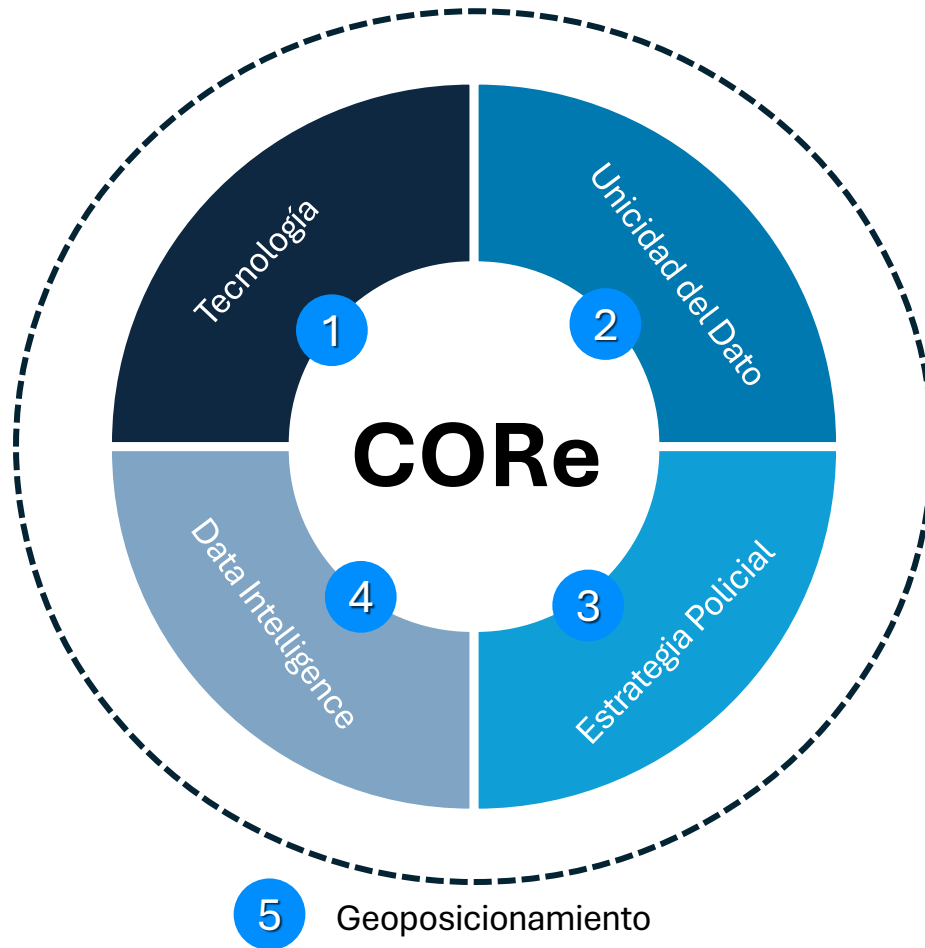 Tecnología
1
Unicidad del Dato
2
CORe
Data Intelligence
4
3
Estrategia Policial
5 Geoposicionamiento